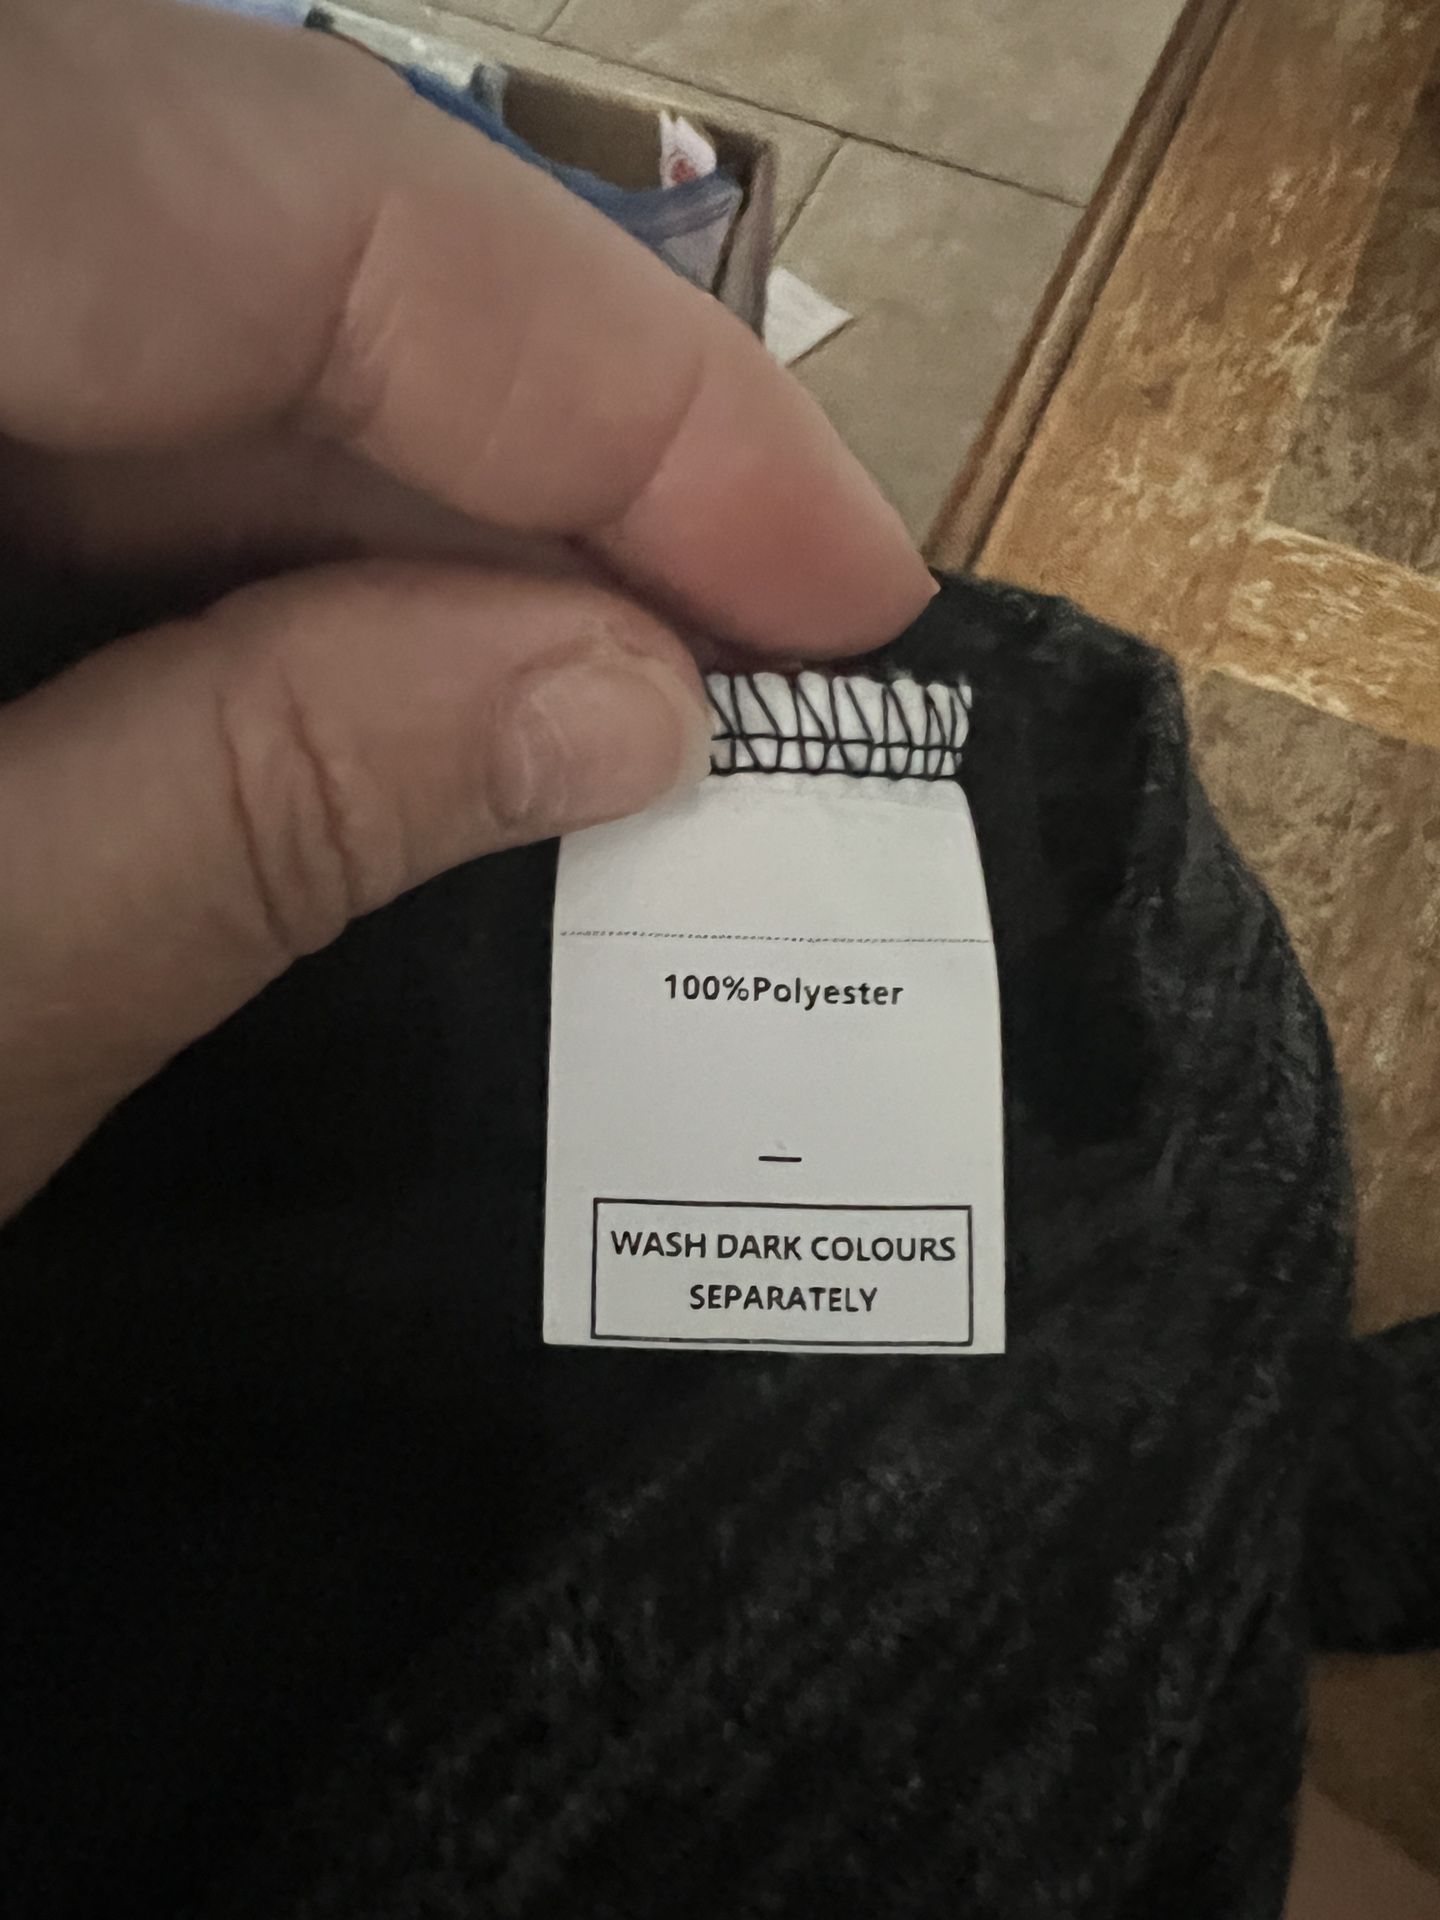 100%Polyester
—
WASH DARK COLOURS
SEPARATELY